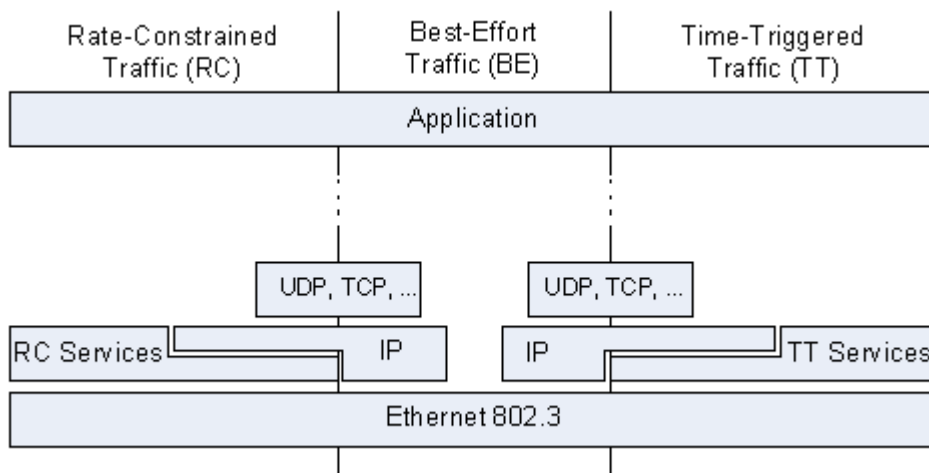 Rate-Constrained
Traffic (RC)
Best-Effort
Traffic (BE)
Time-Triggered
Traffic (TT)
Application
UDP, TCP, ...
UDP, TCP, ...
RC Services
IP
IP
TT Services
Ethernet 802.3